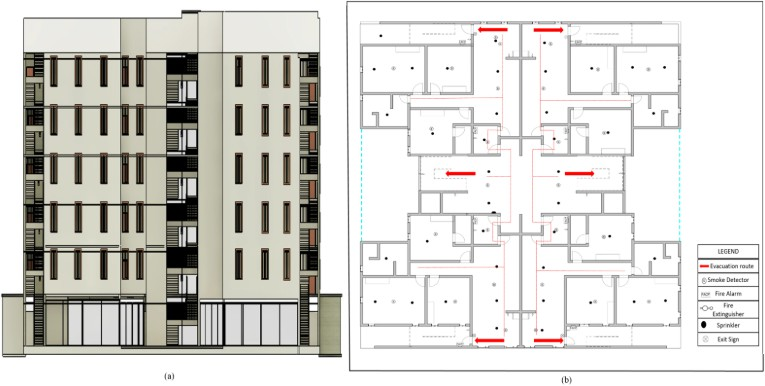 LEGEND
Evacuation route
Smoke Detector
Fire Alarm
Fire
Extinguisher
Sprinkler
Exit Sign
(a)
(b)